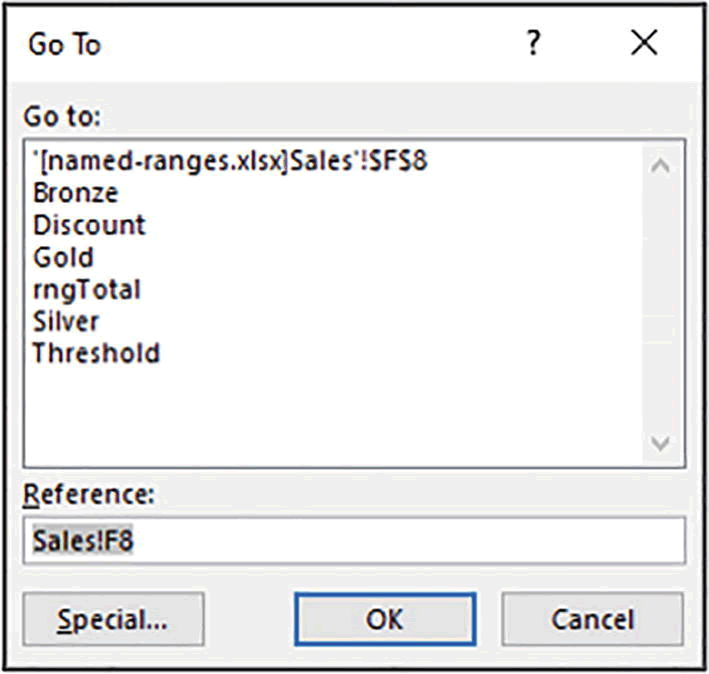 Go To
?
Go to:
'[named-ranges.xlsx]Sales'!$F$8
Bronze
Discount
Gold
rngTotal
Silver
Threshold
Reference:
Sales!F8
Special... OK Cancel